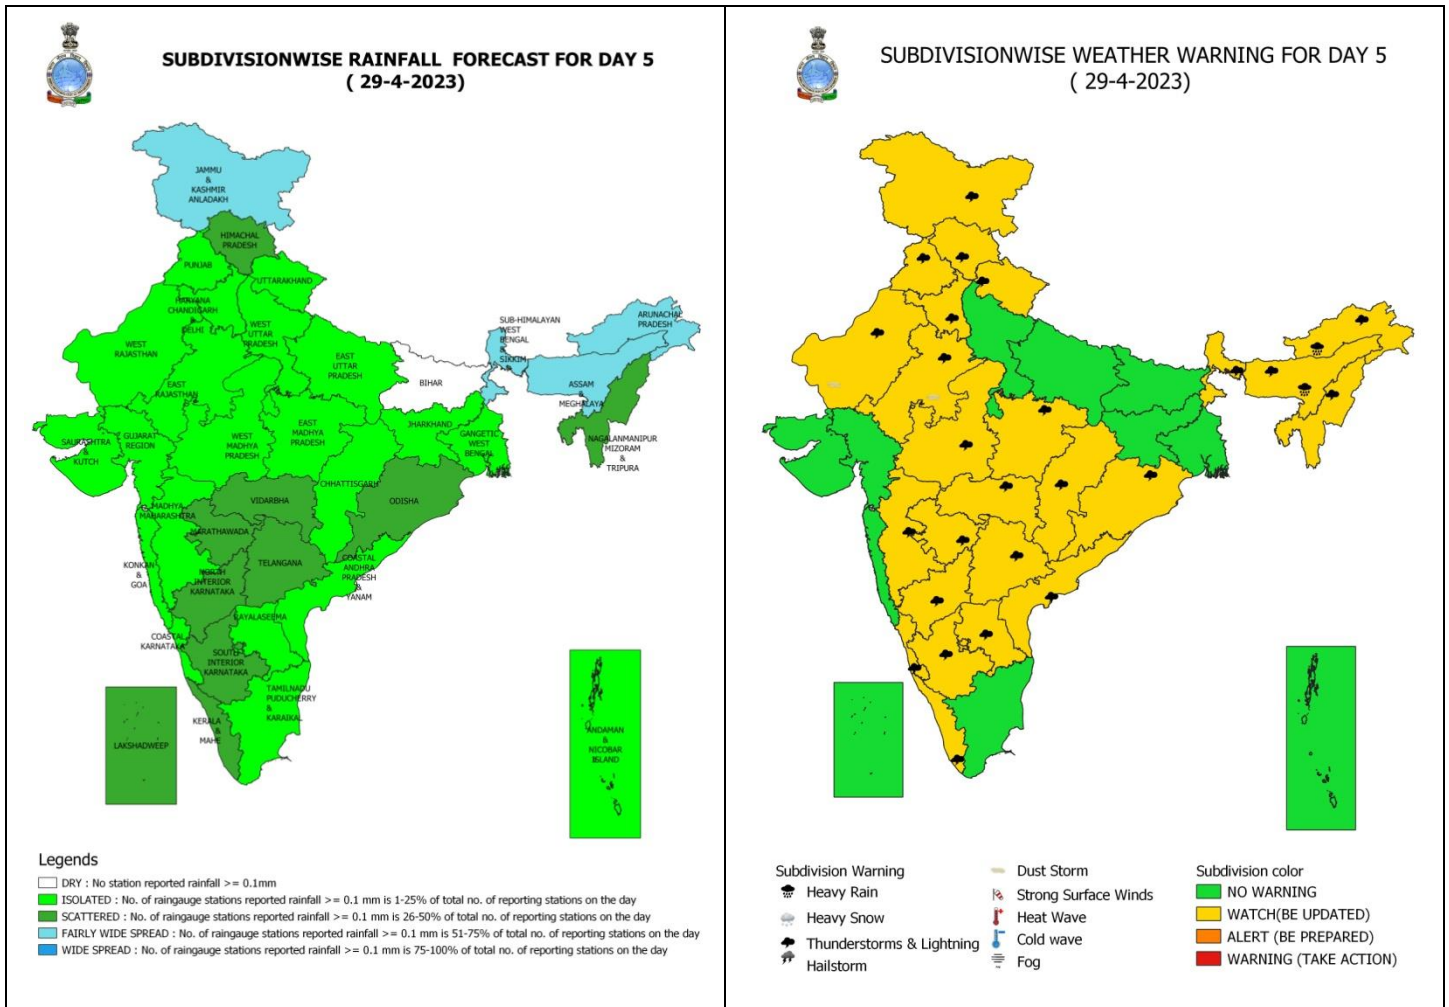 SUBDIVISIONWISE RAINFALL FORECAST FOR DAY 5
( 29-4-2023)
JAMMU
&
KASHMIR
ANLADAKH
HIMACHAL
PRADESH
PUNJAB
UTTARAKHAND
HARYANA
CHANDIGARH
&
DELHI
WEST
UTTAR
PRADESH
WEST
RAJASTHAN
EAST
UTTAR
PRADESH
EAST
RAJASTHAN
BIHAR
SUB-HIMALAYAN
WEST
BENGAL
&
SIKKIM
ARUNACHAL
PRADESH
ASSAM
&
MEGHALAYA
NAGALANMANIPUR
MIZORAM
&
TRIPURA
SAURASHTRA
&
KUTCH
GUJARAT
REGION
WEST
MADHYA
PRADESH
EAST
MADHYA
PRADESH
JHARKHAND
GANGETIC
WEST
BENGAL
CHHATTISGARH
ODISHA
VIDARBHA
MADHYA
MAHARASHTRA
MARATHAWADA
TELANGANA
KONKAN
&
GOA
NORTH
INTERIOR
KARNATAKA
COASTAL
ANDHRA
PRADESH
&
YANAM
RAYALASEEMA
COASTAL
KARNATAKA
SOUTH
INTERIOR
KARNATAKA
TAMILNADU
PUDUCHERRY
&
KARAIKAL
KERALA
&
MAHE
LAKSHADWEEP
ANDAMAN
&
NICOBAR
ISLAND
Legends
DRY : No station reported rainfall >= 0.1mm
ISOLATED : No. of raingauge stations reported rainfall >= 0.1 mm is 1-25% of total no. of reporting stations on the day
SCATTERED : No. of raingauge stations reported rainfall >= 0.1 mm is 26-50% of total no. of reporting stations on the day
FAIRLY WIDE SPREAD : No. of raingauge stations reported rainfall >= 0.1 mm is 51-75% of total no. of reporting stations on the day
WIDE SPREAD : No. of raingauge stations reported rainfall >= 0.1 mm is 75-100% of total no. of reporting stations on the day
SUBDIVISIONWISE WEATHER WARNING FOR DAY 5
( 29-4-2023)
Subdivision Warning
Heavy Rain
Heavy Snow
Thunderstorms & Lightning
Hailstorm
Dust Storm
Strong Surface Winds
Heat Wave
Cold wave
Fog
Subdivision color
NO WARNING
WATCH(BE UPDATED)
ALERT (BE PREPARED)
WARNING (TAKE ACTION)